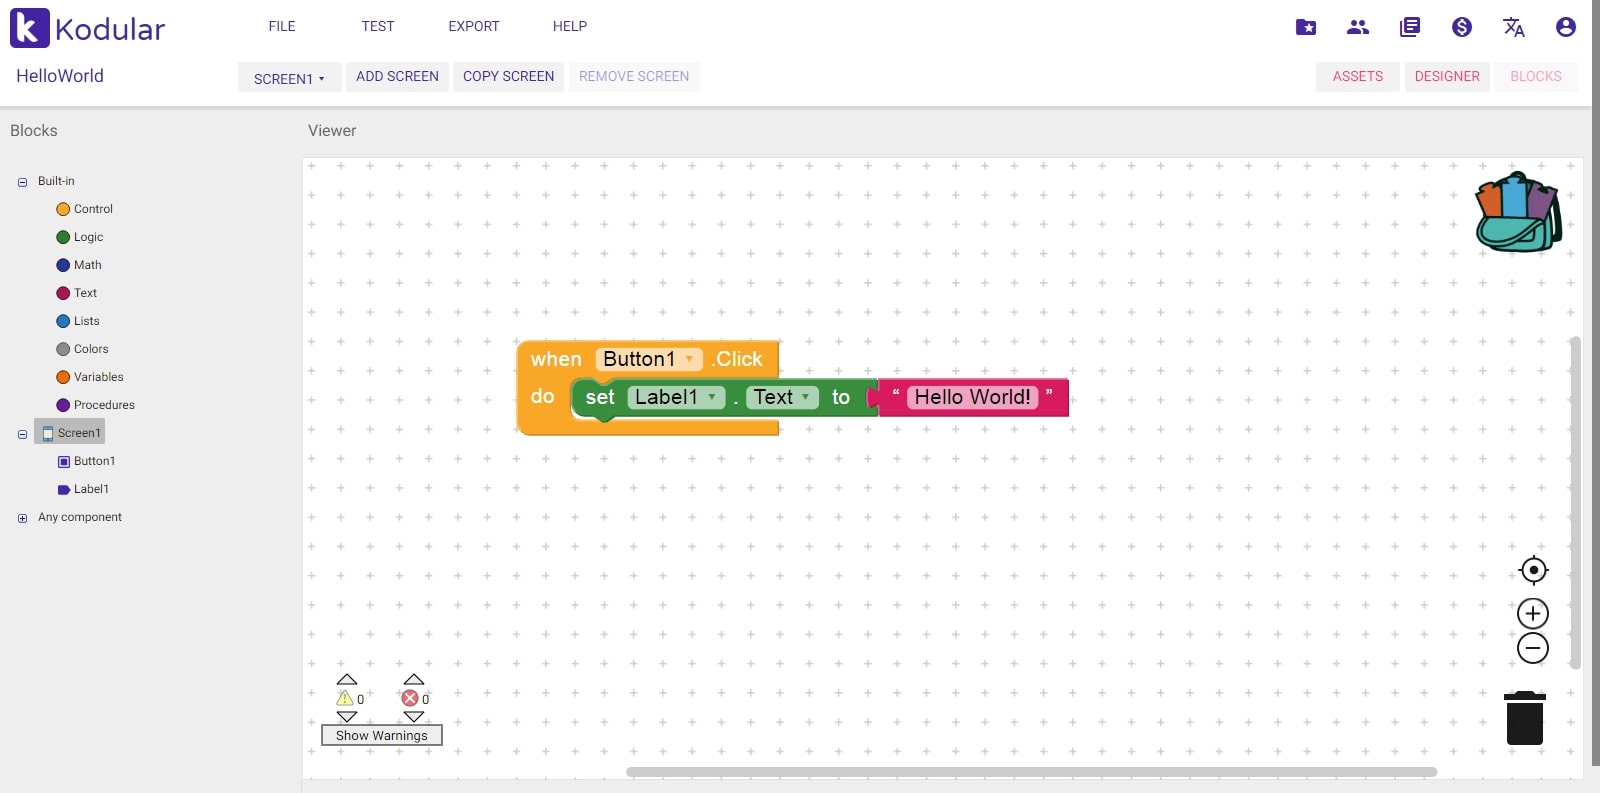 Kodular
FILE TEST EXPORT HELP
HelloWorld
SCREEN1 ADD SCREEN COPY SCREEN REMOVE SCREEN ASSETS DESIGNER BLOCKS
Blocks
Viewer
Built-in
Control
Logic
Math
Text
Lists
Colors
Variables
Procedures
Screen1
Button1
Label1
Any component
when Button1 .Click
do set Label1 . Text to “ Hello World! ”
0 0
Show Warnings